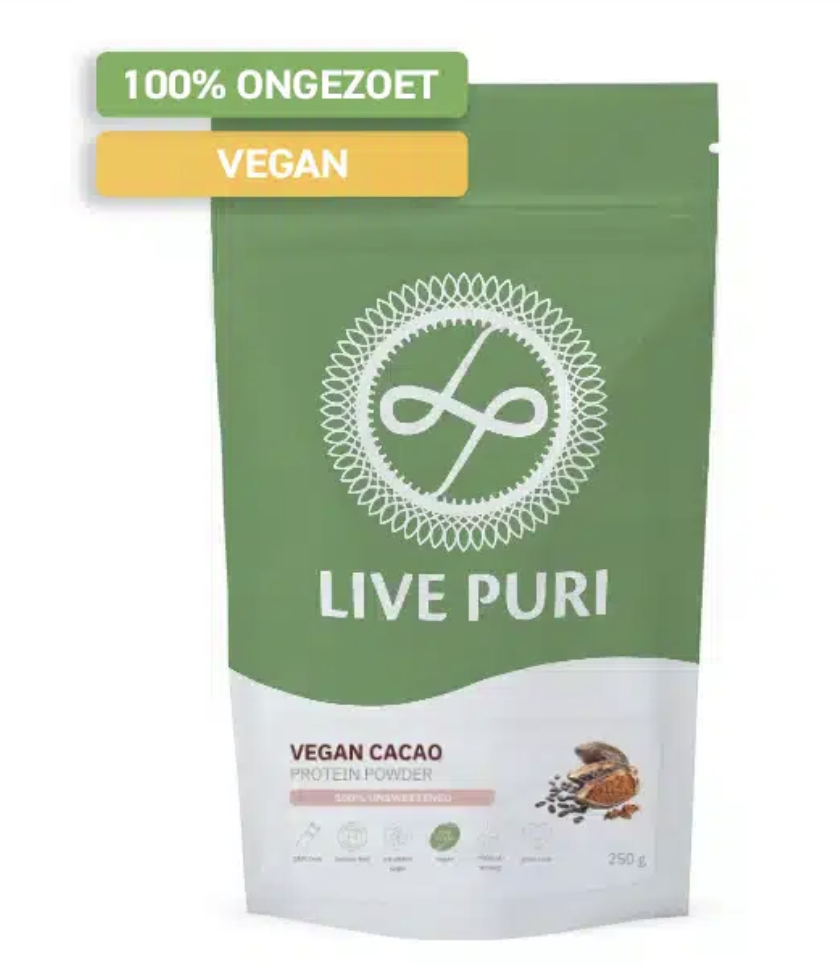 100% ONGEZOET
VEGAN
LIVE PURI
VEGAN CACAO
PROTEIN POWDER
100% UNSWEETENED
250 g